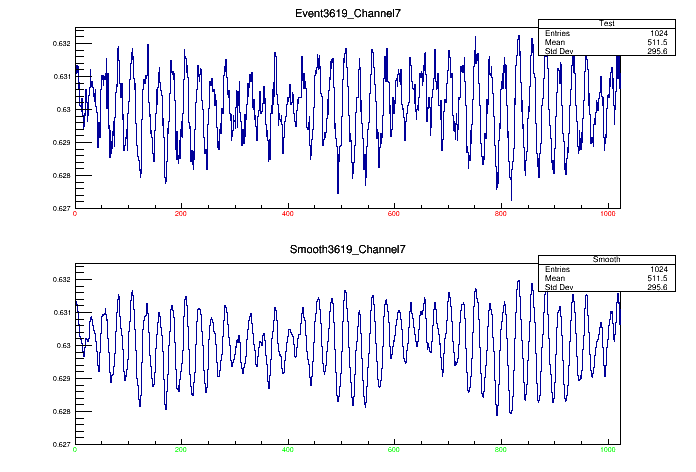 Event3619_Channel7
Test
Entries 1024
Mean 511.5
Std Dev 295.6
0.632
0.631
0.63
0.629
0.628
0.627
0 200 400 600 800 1000
Smooth3619_Channel7
Smooth
Entries 1024
Mean 511.5
Std Dev 295.6
0.632
0.631
0.63
0.629
0.628
0.627
0 200 400 600 800 1000